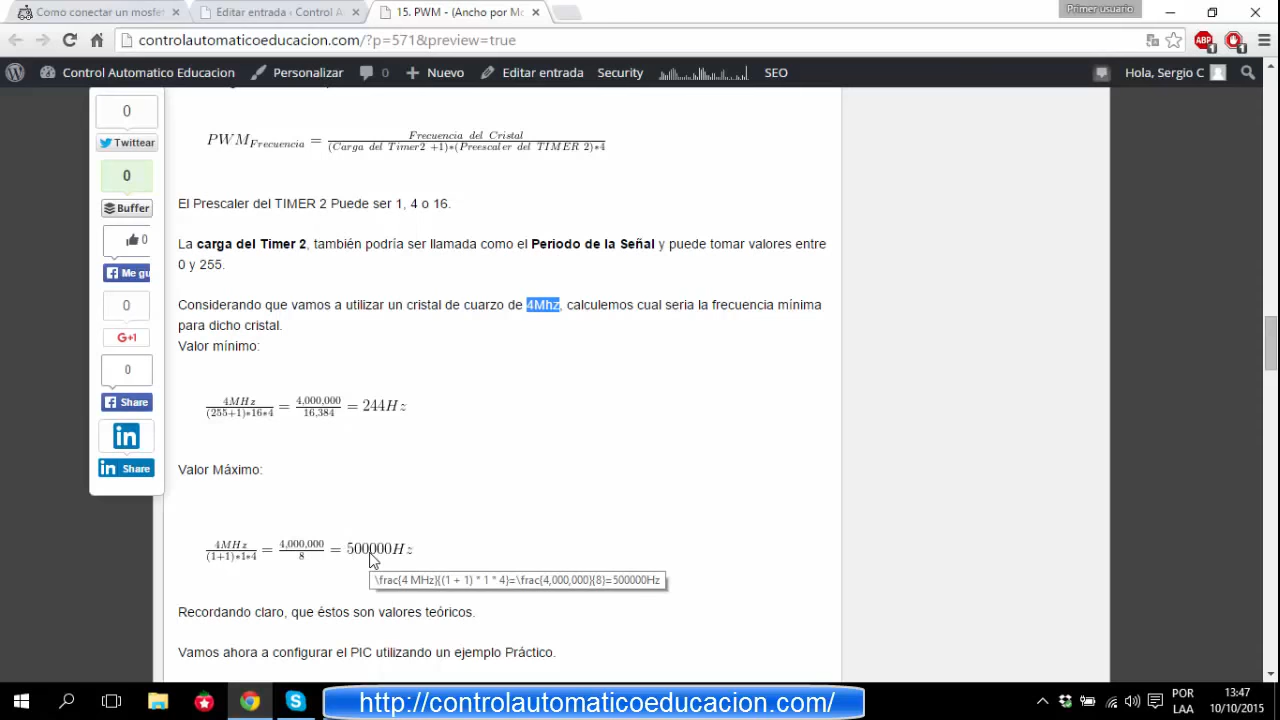 Como conectar un mosfet
Editar entrada ‹ Control A
15. PWM - (Ancho por Mo
Primer usuario
controlautomaticoeducacion.com/?p=571&preview=true
ABP 1 1
Control Automatico Educacion
Personalizar
0
Nuevo
Editar entrada
Security
SEO
Hola, Sergio C
0
Twittear
0
Buffer
0
Me gu
0
G+1
0
Share
in
in Share
PWM_Frecuencia = Frecuencia del Cristal / (Carga del Timer2 +1)*(Preescaler del TIMER 2)*4
El Prescaler del TIMER 2 Puede ser 1, 4 o 16.
La carga del Timer 2, también podría ser llamada como el Periodo de la Señal y puede tomar valores entre
0 y 255.
Considerando que vamos a utilizar un cristal de cuarzo de 4Mhz, calculemos cual seria la frecuencia mínima
para dicho cristal.
Valor mínimo:
4MHz / (255+1)*16*4 = 4,000,000 / 16,384 = 244Hz
Valor Máximo:
4MHz / (1+1)*1*4 = 4,000,000 / 8 = 500000Hz
\frac{4 MHz}{(1 + 1) * 1 * 4}=\frac{4,000,000}{8}=500000Hz
Recordando claro, que éstos son valores teóricos.
Vamos ahora a configurar el PIC utilizando un ejemplo Práctico.
http://controlautomaticoeducacion.com/
POR
LAA
13:47
10/10/2015